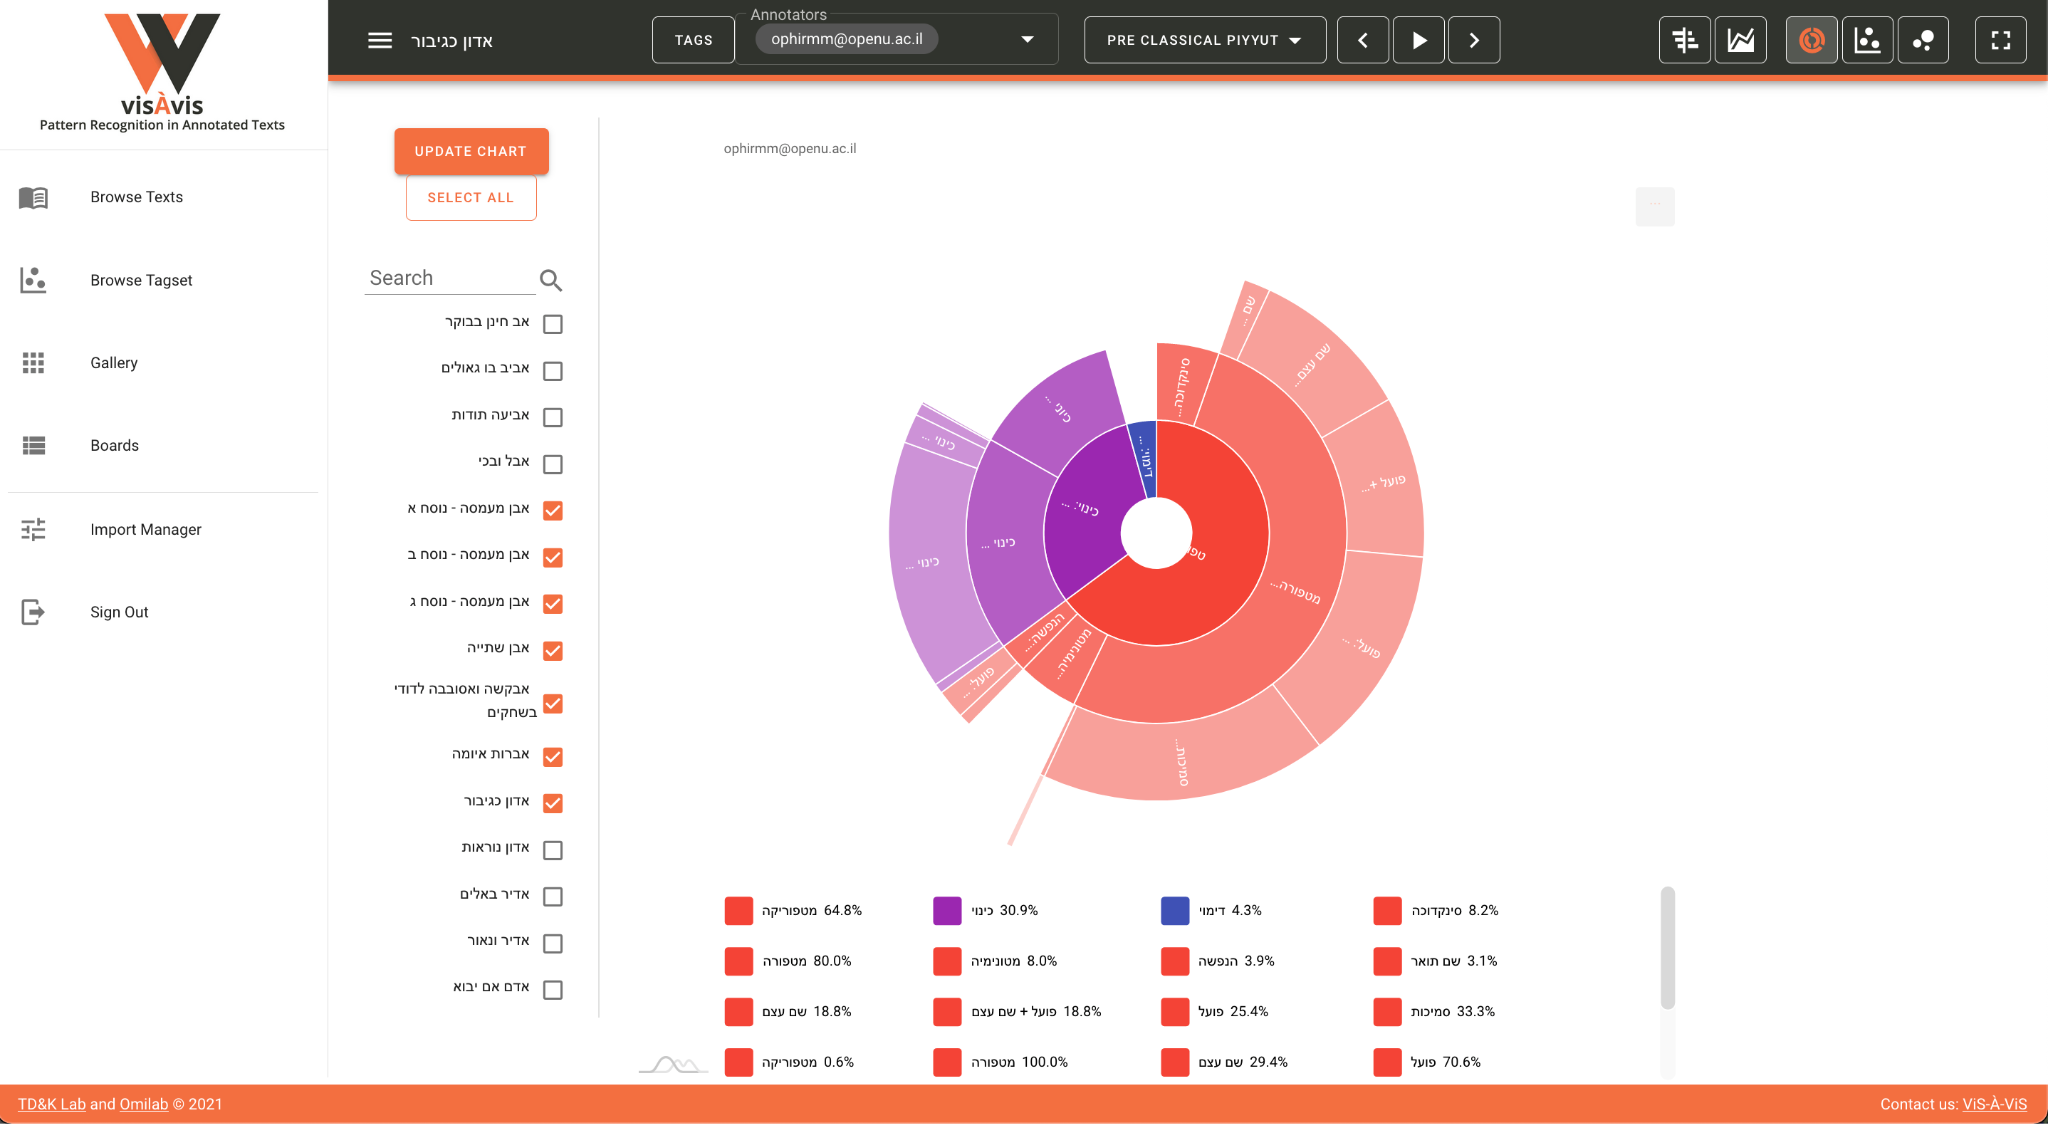 visÀvis
Pattern Recognition in Annotated Texts
אדון כגיבור
TAGS
Annotators
ophirmm@openu.ac.il
PRE CLASSICAL PIYYUT
Browse Texts
Browse Tagset
Gallery
Boards
Import Manager
Sign Out
UPDATE CHART
SELECT ALL
Search
אב חינן בבוקר
אביב בו גאולים
אביעה תודות
אבל ובכי
אבן מעמסה - נוסח א
אבן מעמסה - נוסח ב
אבן מעמסה - נוסח ג
אבן שתייה
אבקשה ואסובבה לדודי
בשחקים
אברות איומה
אדון כגיבור
אדון נוראות
אדיר באלים
אדיר ונאור
אדם אם יבוא
ophirmm@openu.ac.il
...
שם ...
שם עצם...
פועל +...
פועל: ...
סמיכות...
סינקדוכה...
מטפורה...
מטונימיה...
הנפשה:...
פועל: ...
דימוי: ...
כינוי: ...
כינוי ...
כינוי ...
כינוי ...
מטפוריקה 64.8%
כינוי 30.9%
דימוי 4.3%
סינקדוכה 8.2%
מטפורה 80.0%
מטונימיה 8.0%
הנפשה 3.9%
שם תואר 3.1%
שם עצם 18.8%
פועל + שם עצם 18.8%
פועל 25.4%
סמיכות 33.3%
מטפוריקה 0.6%
מטפורה 100.0%
שם עצם 29.4%
פועל 70.6%
TD&K Lab and Omilab © 2021
Contact us: ViS-À-ViS